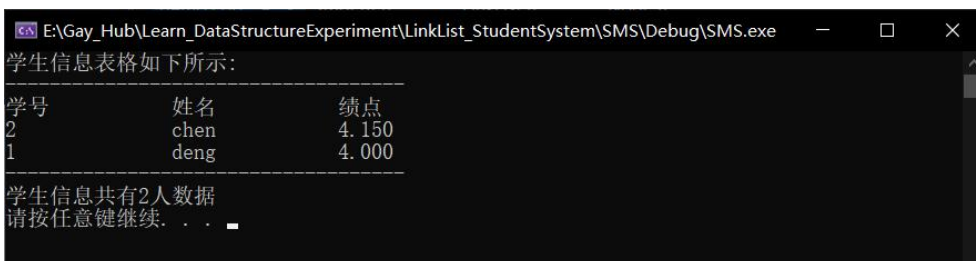 E:\Gay_Hub\Learn_DataStructureExperiment\LinkList_StudentSystem\SMS\Debug\SMS.exe
学生信息表格如下所示:
------------------------------------
学号 姓名 绩点
2 chen 4.150
1 deng 4.000
------------------------------------
学生信息共有2人数据
请按任意键继续. . .